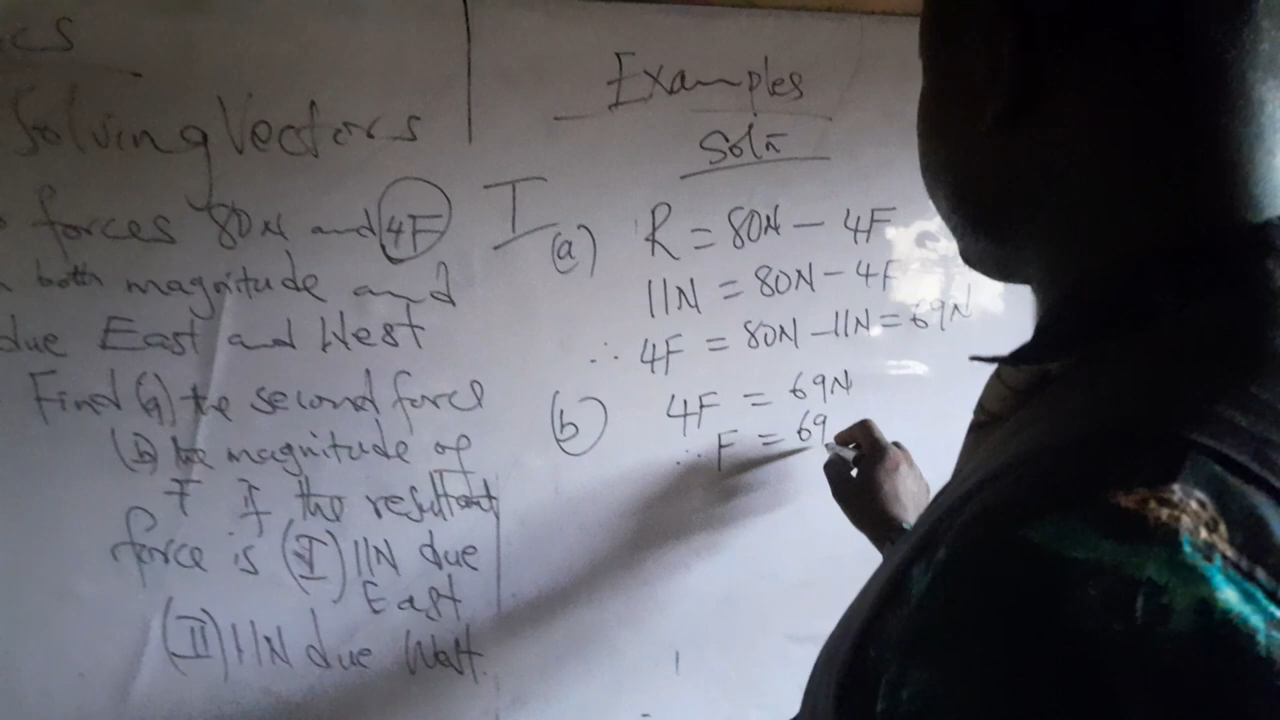 cs
Solving Vectors
forces 80N and 4F
both magnitude and
due East and West
Find (a) the second force
(b) the magnitude of
F If the resultant
force is (I) 11N due
East
(II) 11N due West.
Examples
Soln
I
(a) R = 80N - 4F
11N = 80N - 4F
∴ 4F = 80N - 11N = 69N
(b) 4F = 69N
∴ F = 69